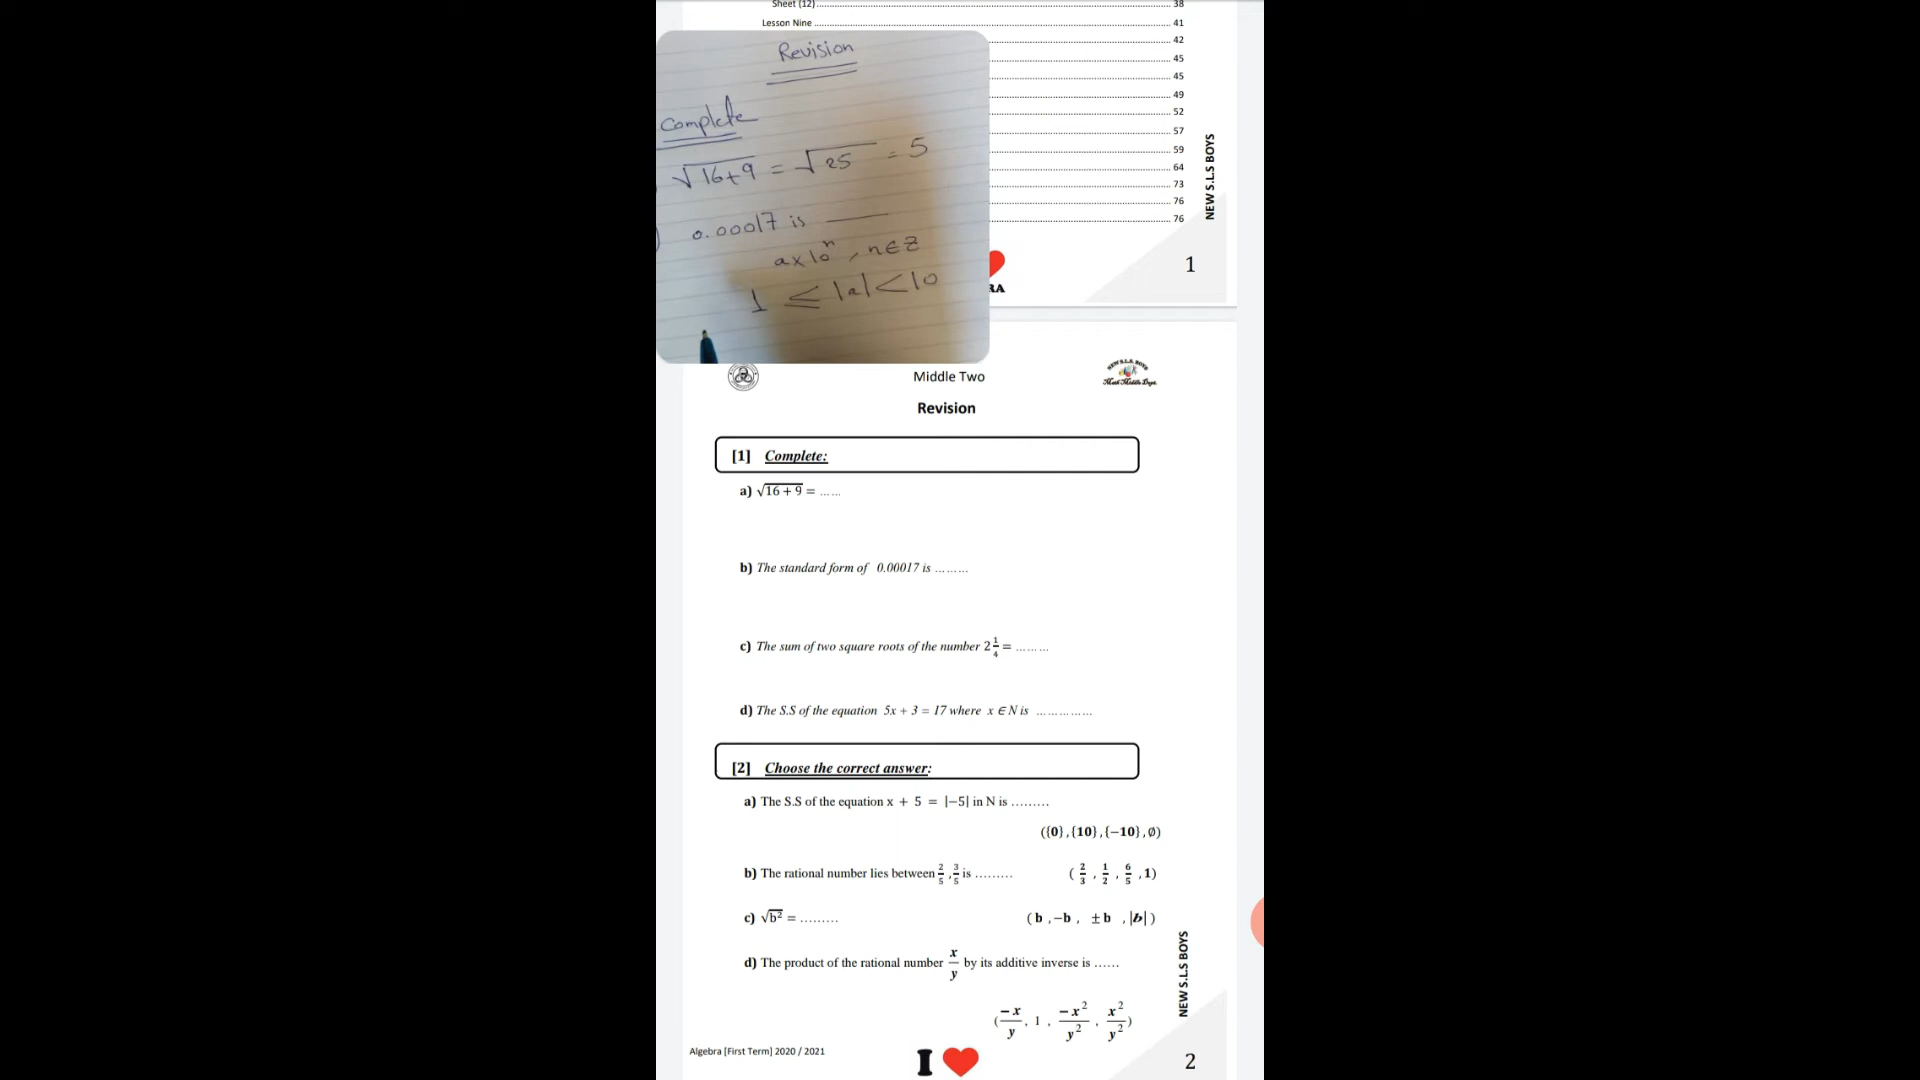 Sheet (12) 38
Lesson Nine 41
42
45
45
49
52
57
59
64
73
76
76
NEW S.L.S BOYS
1
RA
Revision
Complete
√16+9 = √25 = 5
0.00017 is
a×10ⁿ, n∈Z
1 ≤ |a| < 10
Middle Two
NEW S.L.S BOYS
Math Middle Dept.
Revision
[1] Complete:
a) √16 + 9 = ……
b) The standard form of 0.00017 is ………
c) The sum of two square roots of the number 2 1/4 = ………
d) The S.S of the equation 5x + 3 = 17 where x ∈ N is ……………
[2] Choose the correct answer:
a) The S.S of the equation x + 5 = |−5| in N is ………
({0},{10},{−10},∅)
b) The rational number lies between 2/5 , 3/5 is ……… ( 2/3 , 1/2 , 6/5 , 1)
c) √b² = ……… (b ,−b , ±b , |b|)
d) The product of the rational number x/y by its additive inverse is ……
(−x/y , 1 , −x²/y² , x²/y²)
NEW S.L.S BOYS
Algebra [First Term] 2020 / 2021
I
2